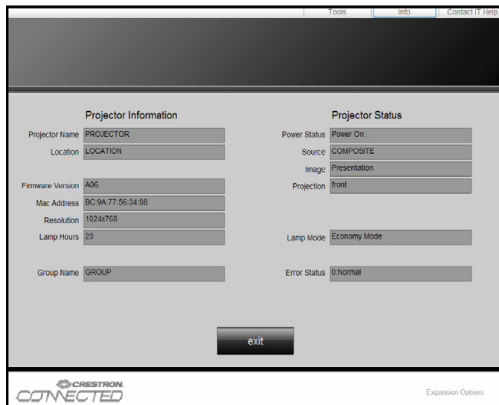 Tools Info Contact IT Help
Projector Information
Projector Name PROJECTOR
Location LOCATION
Firmware Version A06
Mac Address BC:9A:77:56:34:88
Resolution 1024x768
Lamp Hours 23
Group Name GROUP
Projector Status
Power Status Power On.
Source COMPOSITE
Image Presentation
Projection front
Lamp Mode Economy Mode
Error Status 0:Normal
exit
CRESTRON
CONNECTED
Expansion Options